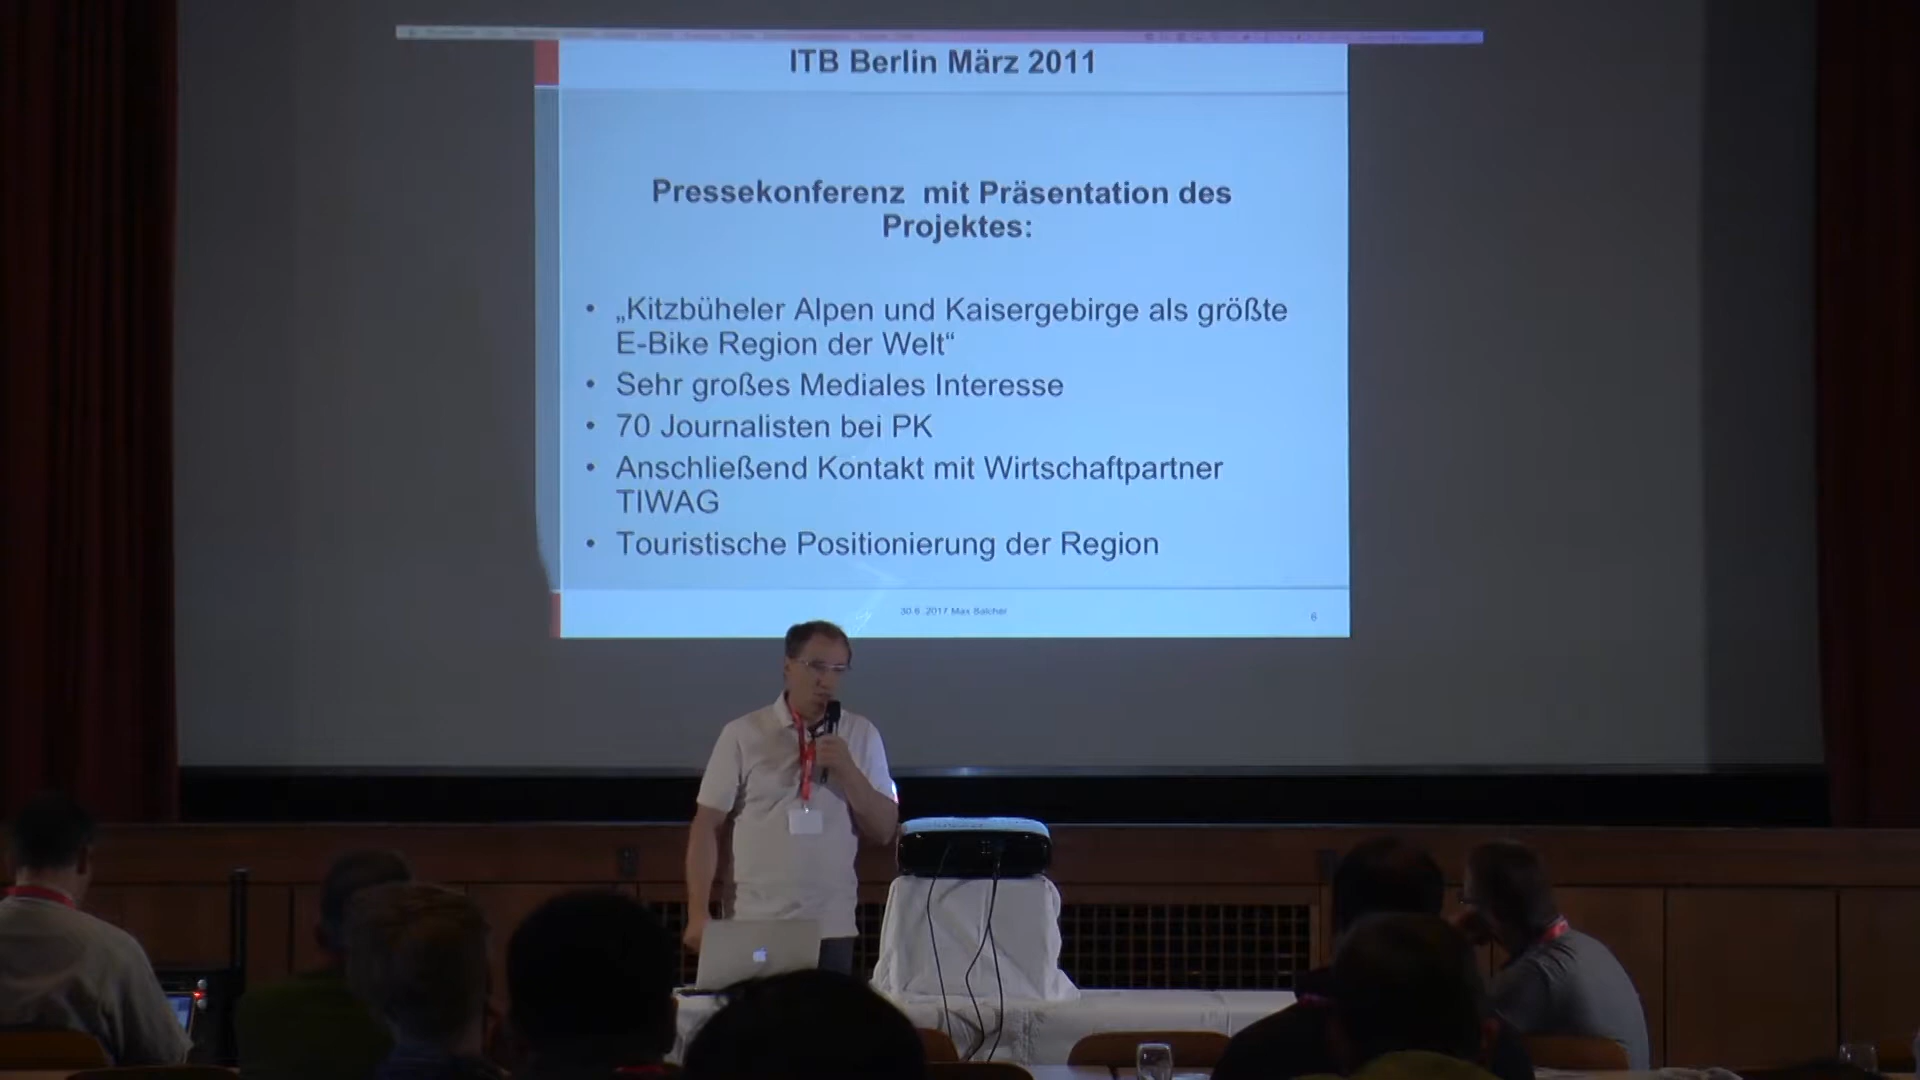 ITB Berlin März 2011
Pressekonferenz mit Präsentation des
Projektes:
• „Kitzbüheler Alpen und Kaisergebirge als größte
E-Bike Region der Welt“
• Sehr großes Mediales Interesse
• 70 Journalisten bei PK
• Anschließend Kontakt mit Wirtschaftpartner
TIWAG
• Touristische Positionierung der Region
30.6. 2017 Max Salcher
6